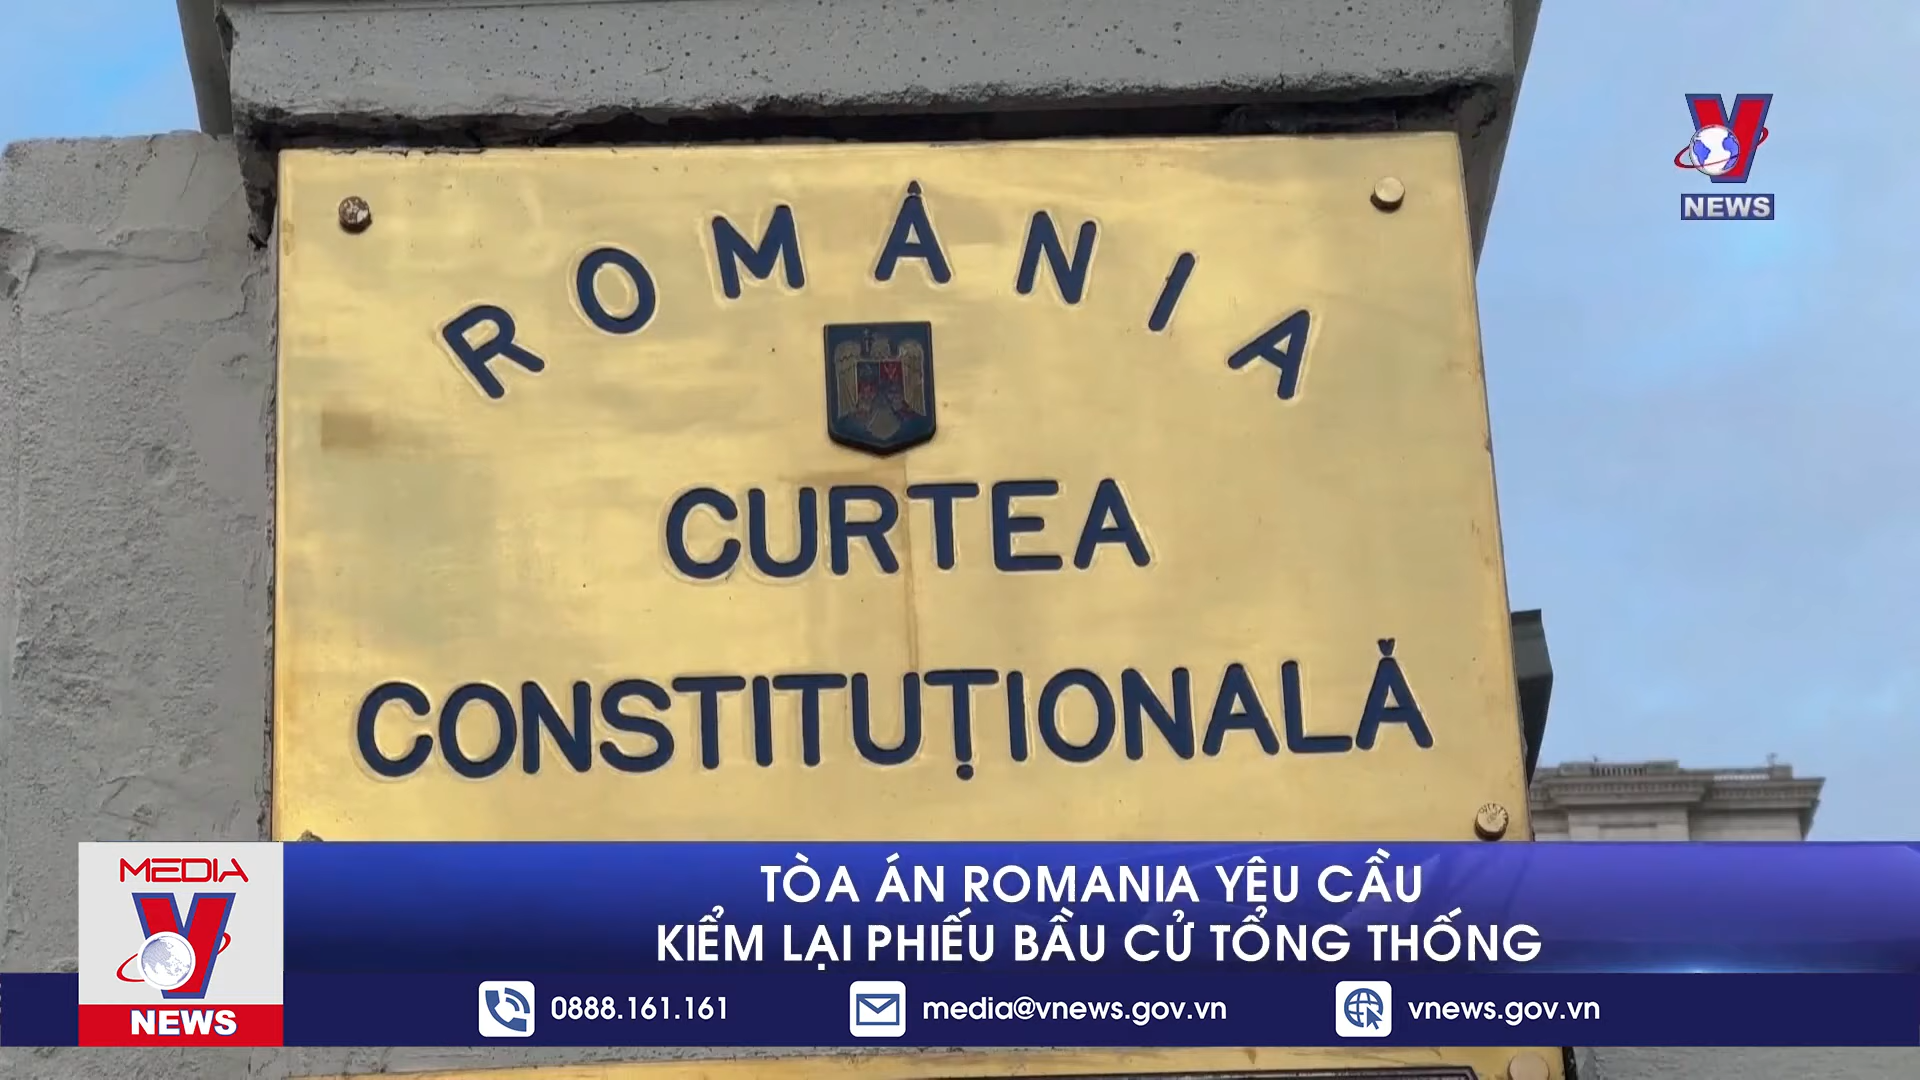 NEWS
ROMÂNIA
CURTEA
CONSTITUȚIONALĂ
MEDIA
NEWS
TÒA ÁN ROMANIA YÊU CẦU
KIỂM LẠI PHIẾU BẦU CỬ TỔNG THỐNG
0888.161.161
media@vnews.gov.vn
vnews.gov.vn